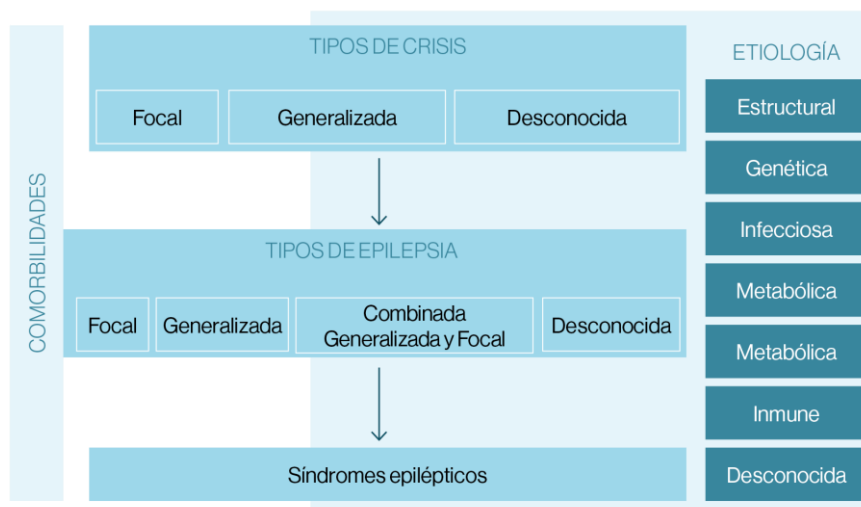 COMORBILIDADES
TIPOS DE CRISIS
Focal
Generalizada
Desconocida
TIPOS DE EPILEPSIA
Focal
Generalizada
Combinada
Generalizada y Focal
Desconocida
Síndromes epilépticos
ETIOLOGÍA
Estructural
Genética
Infecciosa
Metabólica
Metabólica
Inmune
Desconocida